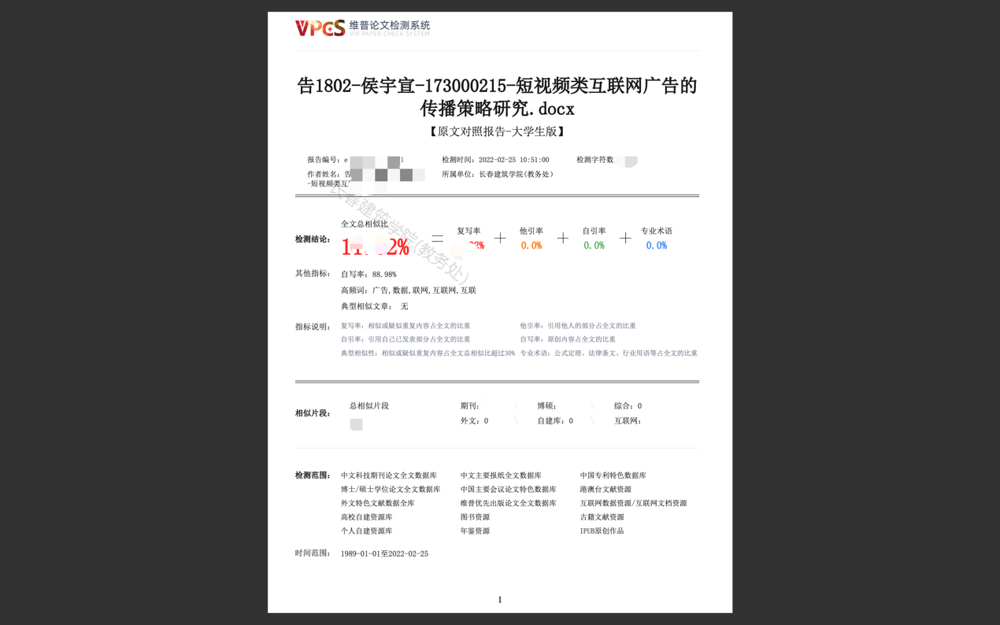 VPCS 维普论文检测系统
VIP PAPER CHECK SYSTEM
告1802-侯宇宣-173000215-短视频类互联网广告的
传播策略研究.docx
【原文对照报告-大学生版】
报告编号：e 检测时间：2022-02-25 10:51:00 检测字符数
作者姓名：告 所属单位：长春建筑学院(教务处)
-短视频类互
长春建筑学院(教务处)
检测结论：
全文总相似比
=
复写率
+
他引率
0.0%
+
自引率
0.0%
+
专业术语
0.0%
其他指标：
自写率：88.98%
高频词：广告,数据,联网,互联网,互联
典型相似文章： 无
指标说明：
复写率：相似或疑似重复内容占全文的比重 他引率：引用他人的部分占全文的比重
自引率：引用自己已发表部分占全文的比重 自写率：原创内容占全文的比重
典型相似性：相似或疑似重复内容占全文总相似比超过30% 专业术语：公式定理、法律条文、行业用语等占全文的比重
相似片段：
总相似片段
期刊： \ 博硕： \ 综合：0
外文：0 \ 自建库：0 \ 互联网：
检测范围：
中文科技期刊论文全文数据库 中文主要报纸全文数据库 中国专利特色数据库
博士/硕士学位论文全文数据库 中国主要会议论文特色数据库 港澳台文献资源
外文特色文献数据全库 维普优先出版论文全文数据库 互联网数据资源/互联网文档资源
高校自建资源库 图书资源 古籍文献资源
个人自建资源库 年鉴资源 IPUB原创作品
时间范围： 1989-01-01至2022-02-25
1